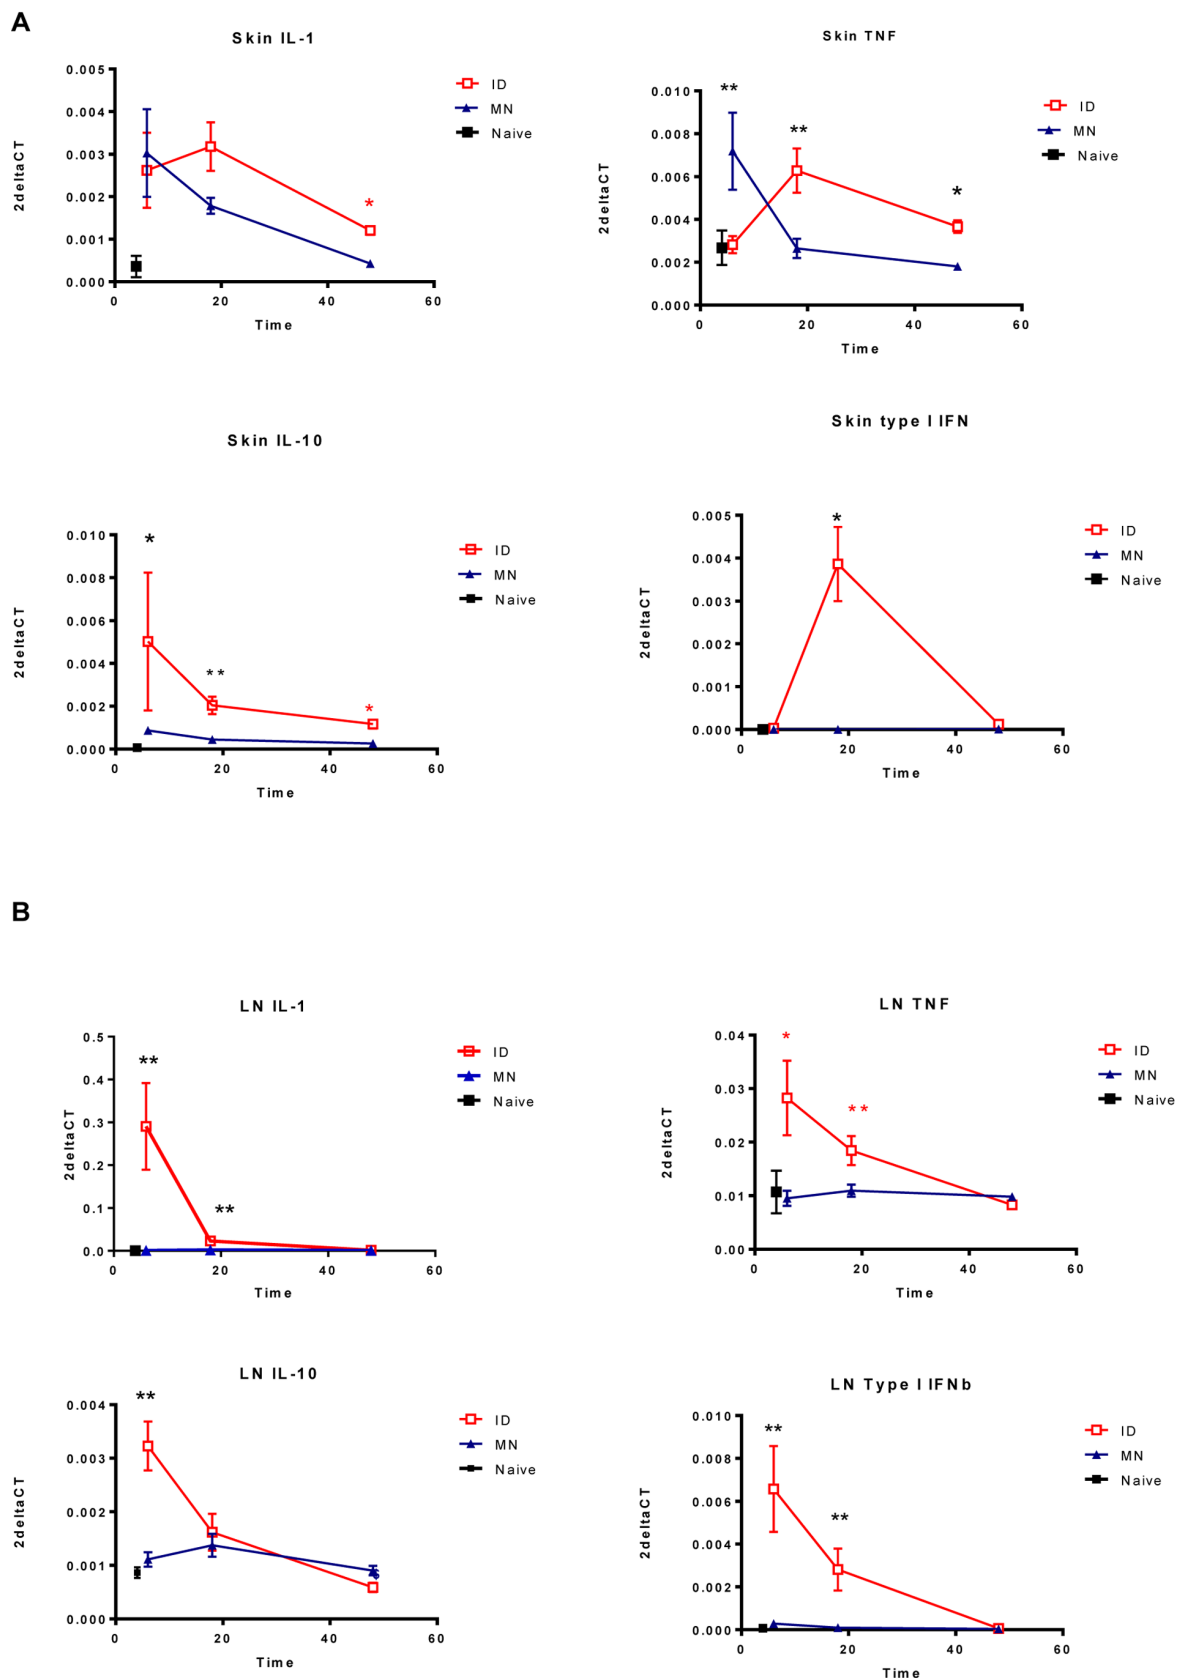 A
Skin IL-1
0.005
0.004
0.003
0.002
0.001
0.000
2deltaCT
0 20 40 60
Time
*
ID
MN
Naive
Skin TNF
0.010
0.008
0.006
0.004
0.002
0.000
2deltaCT
0 20 40 60
Time
**
**
*
ID
MN
Naive
Skin IL-10
0.010
0.008
0.006
0.004
0.002
0.000
2deltaCT
0 20 40 60
Time
*
**
*
ID
MN
Naive
Skin type I IFN
0.005
0.004
0.003
0.002
0.001
0.000
2deltaCT
0 20 40 60
Time
*
ID
MN
Naive
B
LN IL-1
0.5
0.4
0.3
0.2
0.1
0.0
2deltaCT
0 20 40 60
Time
**
**
ID
MN
Naive
LN TNF
0.04
0.03
0.02
0.01
0.00
2deltaCT
0 20 40 60
Time
*
**
ID
MN
Naive
LN IL-10
0.004
0.003
0.002
0.001
0.000
2deltaCT
0 20 40 60
Time
**
ID
MN
Naive
LN Type I IFNb
0.010
0.008
0.006
0.004
0.002
0.000
2deltaCT
0 20 40 60
Time
**
**
ID
MN
Naive